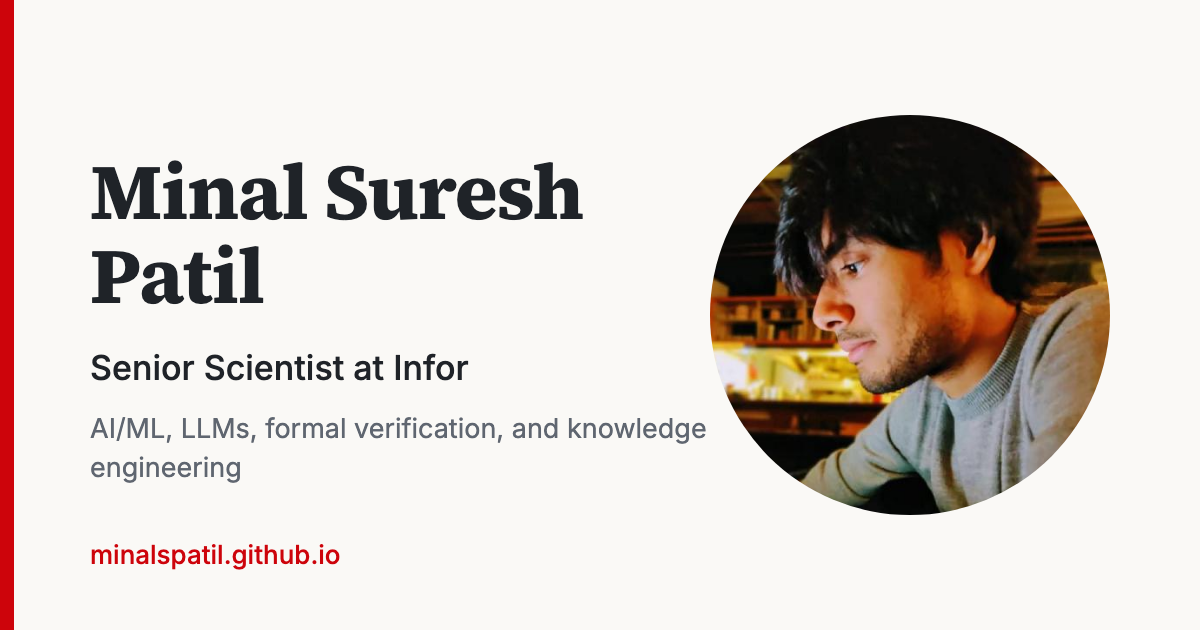 Minal Suresh
Patil
Senior Scientist at Infor
AI/ML, LLMs, formal verification, and knowledge
engineering
minalspatil.github.io